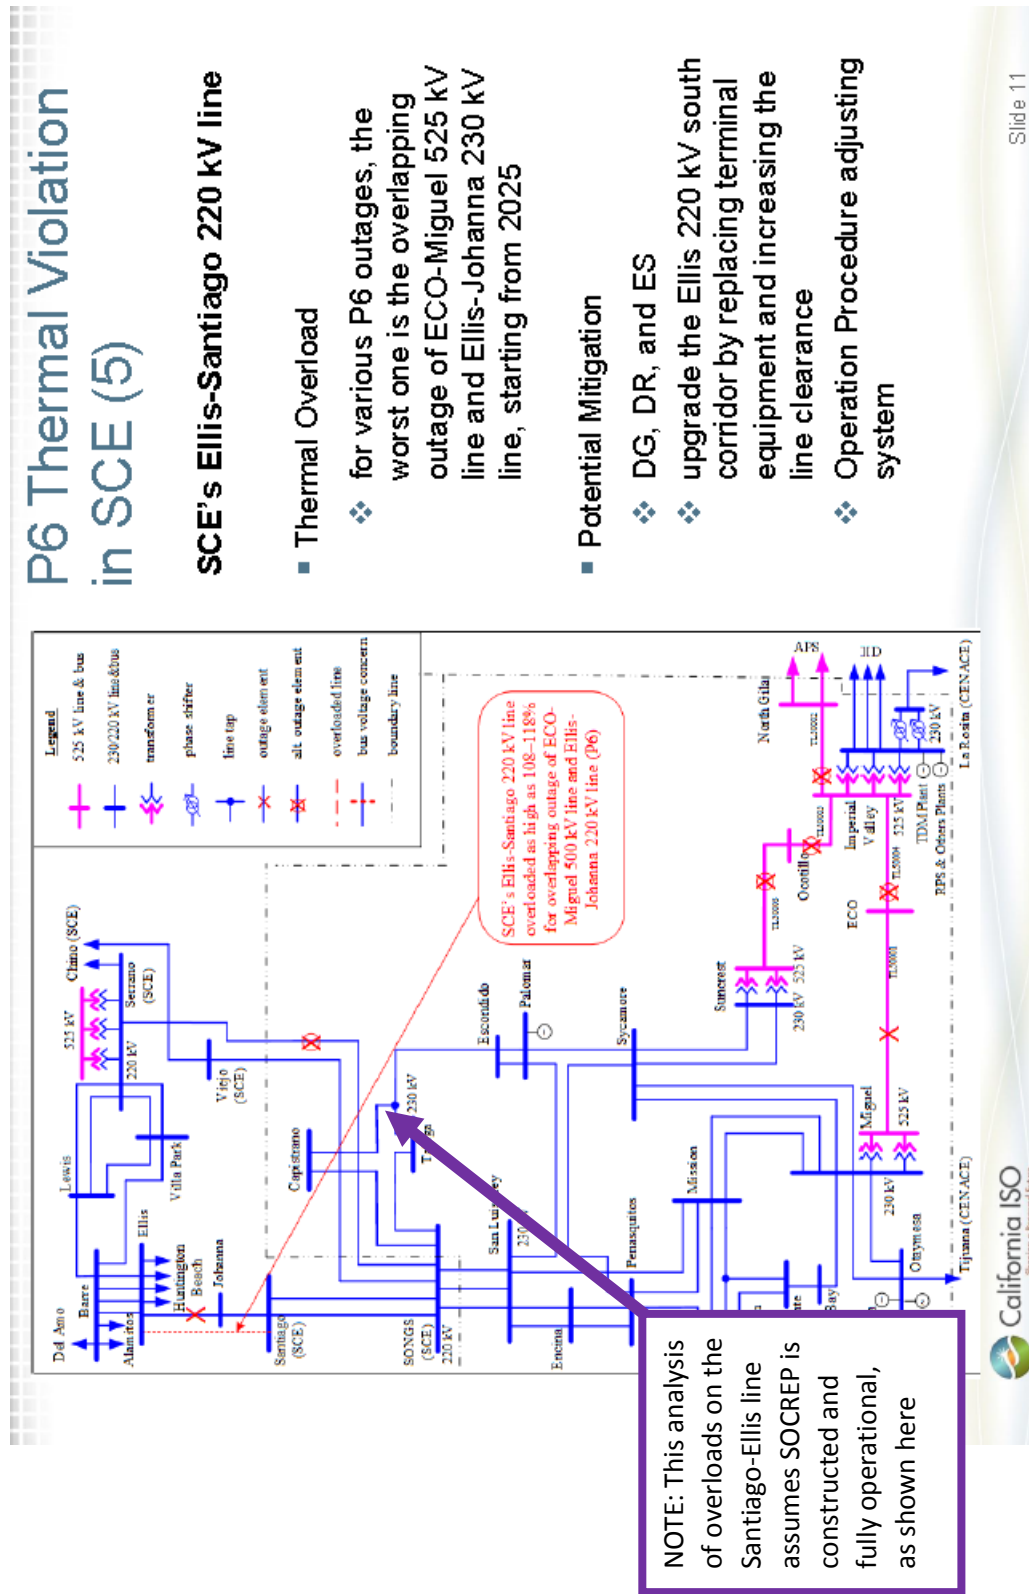 P6 Thermal Violation
in SCE (5)
SCE's Ellis-Santiago 220 kV line
Thermal Overload
for various P6 outages, the
worst one is the overlapping
outage of ECO-Miguel 525 kV
line and Ellis-Johanna 230 kV
line, starting from 2025
Potential Mitigation
DG, DR, and ES
upgrade the Ellis 220 kV south
corridor by replacing terminal
equipment and increasing the
line clearance
Operation Procedure adjusting
system
Legend
525 kV line & bus
230/220 kV line&bus
transformer
phase shifter
line tap
outage element
alt outage element
overloaded line
bus voltage concern
boundary line
SCE's Ellis-Santiago 220 kV line
overloaded as high as 108~118%
for overlapping outage of ECO-
Miguel 500 kV line and Ellis-
Johanna 220 kV line (P6)
Del Amo
Barre
Alamitos
Ellis
Huntington
Beach
Johanna
Santiago
(SCE)
SONGS
(SCE)
220 kV
Lewis
Villa Park
525 kV
220 kV
Chino (SCE)
Serrano
(SCE)
Viejo
(SCE)
Capistrano
230 kV
San Luis Rey
Encina
Escondido
Palomar
Penasquitos
Mission
Sycamore
Suncrest
230 kV
525 kV
Miguel
525 kV
230 kV
Bay
Otaymesa
Tijuana (CENACE)
Ocotillo
ECO
TL50001
TL50004
TL50003
TL50002
Imperial
Valley
525 kV
230 kV
North Gila
APS
IID
TDM Plant
RPS & Others Plants
La Rosita (CENACE)
NOTE: This analysis
of overloads on the
Santiago-Ellis line
assumes SOCREP is
constructed and
fully operational,
as shown here
California ISO
Slide 11